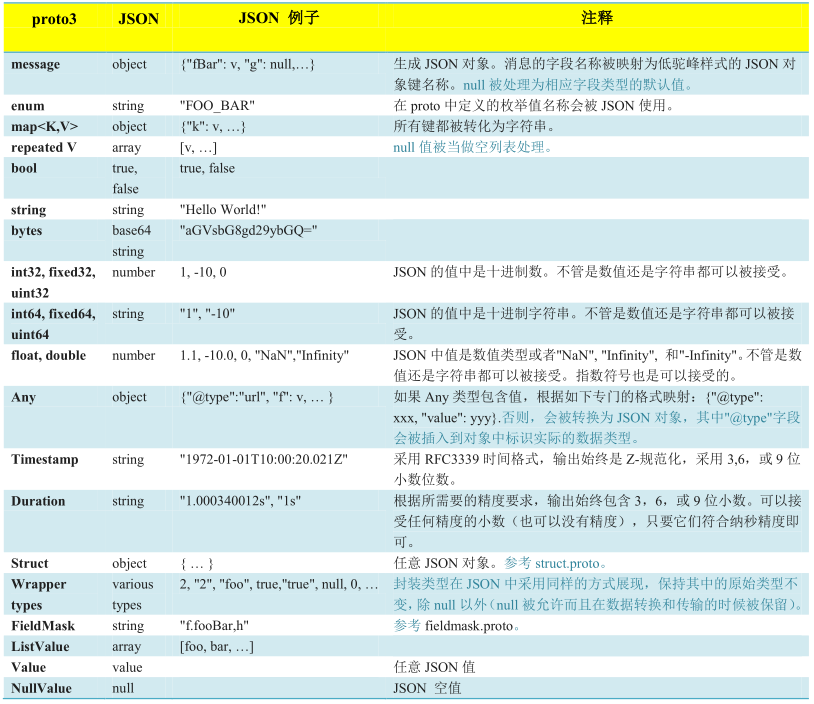 proto3 JSON JSON 例子 注释
message object {"fBar": v, "g": null,…} 生成 JSON 对象。消息的字段名称被映射为低驼峰样式的 JSON 对
象键名称。null 被处理为相应字段类型的默认值。
enum string "FOO_BAR" 在 proto 中定义的枚举值名称会被 JSON 使用。
map<K,V> object {"k": v, …} 所有键都被转化为字符串。
repeated V array [v, …] null 值被当做空列表处理。
bool true, true, false
false
string string "Hello World!"
bytes base64 "aGVsbG8gd29ybGQ="
string
int32, fixed32, number 1, -10, 0 JSON 的值中是十进制数。不管是数值还是字符串都可以被接受。
uint32
int64, fixed64, string "1", "-10" JSON 的值中是十进制字符串。不管是数值还是字符串都可以被接
uint64 受。
float, double number 1.1, -10.0, 0, "NaN","Infinity" JSON 中值是数值类型或者"NaN", "Infinity", 和"-Infinity"。不管是数
值还是字符串都可以被接受。指数符号也是可以接受的。
Any object {"@type":"url", "f": v, … } 如果 Any 类型包含值，根据如下专门的格式映射：{"@type":
xxx, "value": yyy}.否则，会被转换为 JSON 对象，其中"@type"字段
会被插入到对象中标识实际的数据类型。
Timestamp string "1972-01-01T10:00:20.021Z" 采用 RFC3339 时间格式，输出始终是 Z-规范化，采用 3,6，或 9 位
小数位数。
Duration string "1.000340012s", "1s" 根据所需要的精度要求，输出始终包含 3，6，或 9 位小数。可以接
受任何精度的小数（也可以没有精度），只要它们符合纳秒精度即
可。
Struct object { … } 任意 JSON 对象。参考 struct.proto。
Wrapper various 2, "2", "foo", true,"true", null, 0, … 封装类型在 JSON 中采用同样的方式展现，保持其中的原始类型不
types types 变，除 null 以外（null 被允许而且在数据转换和传输的时候被保留）。
FieldMask string "f.fooBar,h" 参考 fieldmask.proto。
ListValue array [foo, bar, …]
Value value 任意 JSON 值
NullValue null JSON 空值